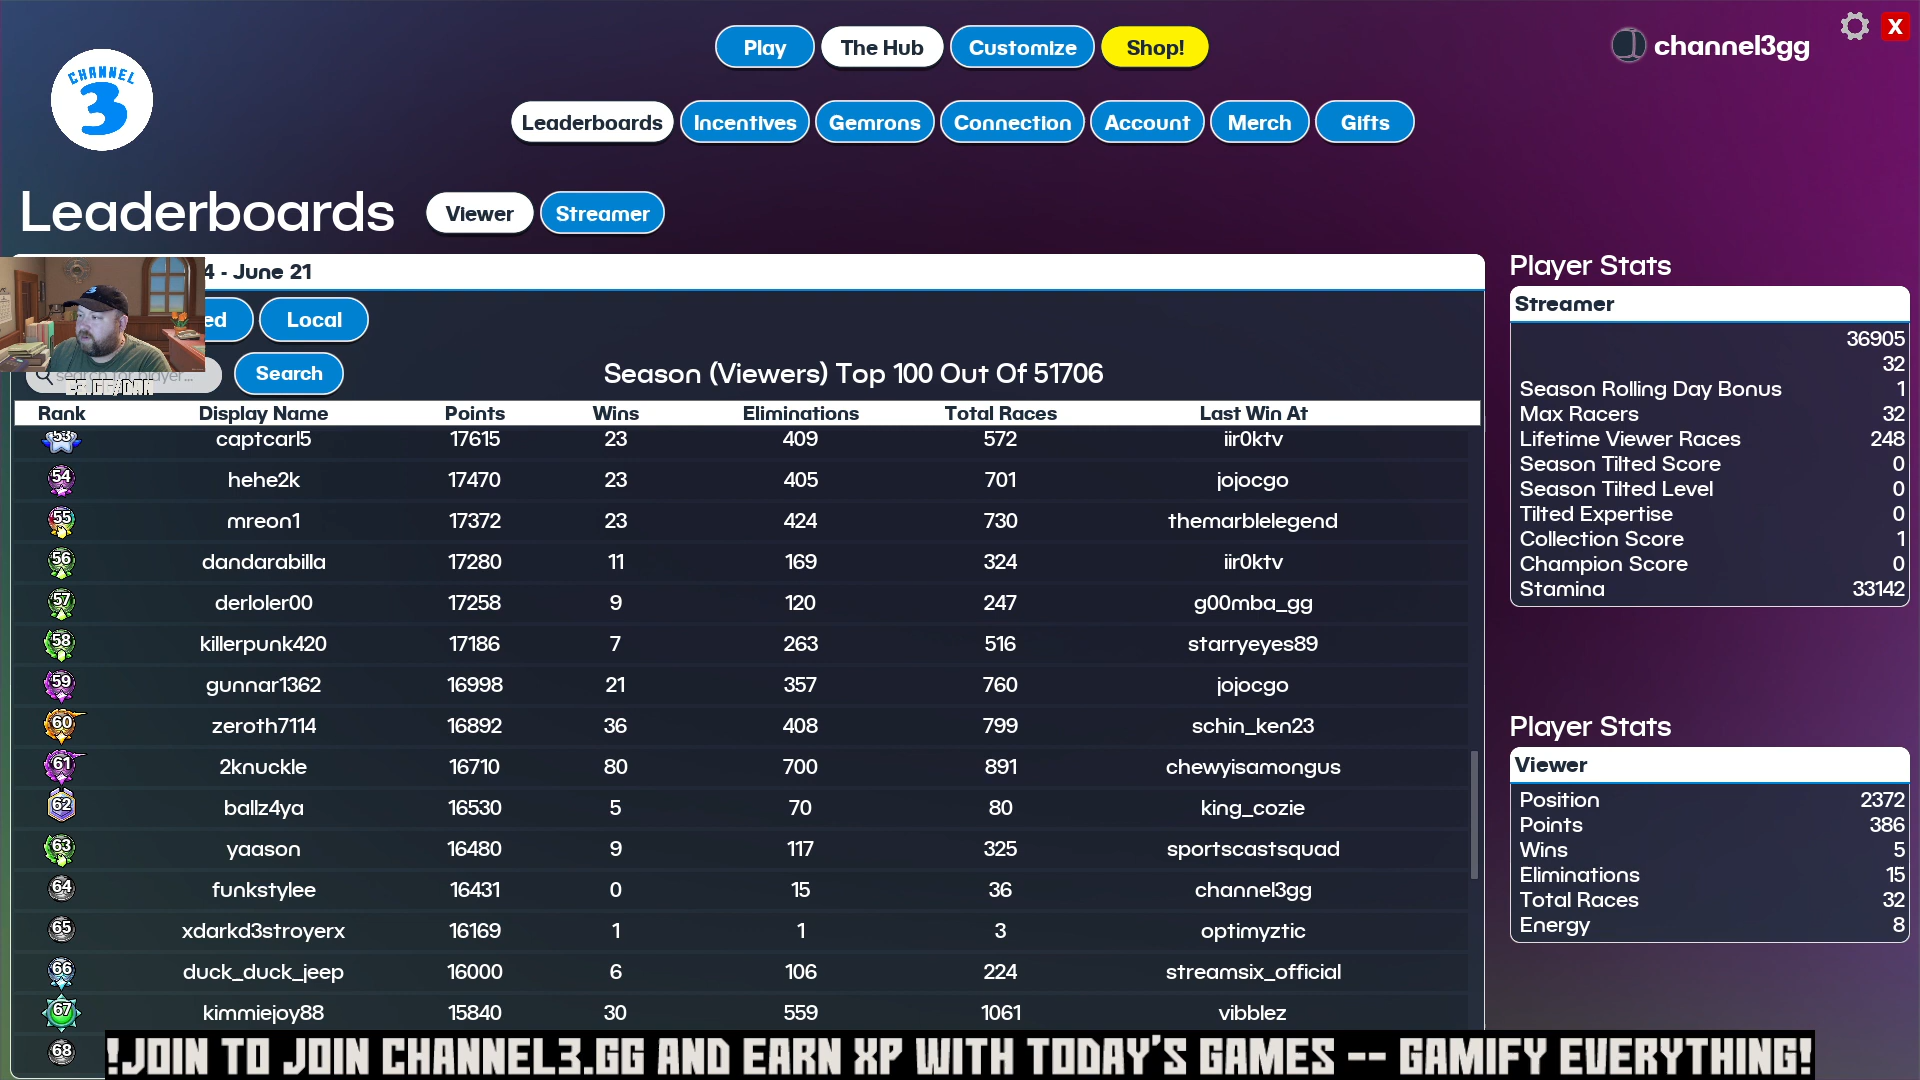 Play The Hub Customize Shop!
channel3gg X
CHANNEL 3
Leaderboards Incentives Gemrons Connection Account Merch Gifts
Leaderboards Viewer Streamer
4 - June 21
ed Local
search for player... Search
Season (Viewers) Top 100 Out Of 51706
Rank Display Name Points Wins Eliminations Total Races Last Win At
53 captcarl5 17615 23 409 572 iir0ktv
54 hehe2k 17470 23 405 701 jojocgo
55 mreon1 17372 23 424 730 themarblelegend
56 dandarabilla 17280 11 169 324 iir0ktv
57 derloler00 17258 9 120 247 g00mba_gg
58 killerpunk420 17186 7 263 516 starryeyes89
59 gunnar1362 16998 21 357 760 jojocgo
60 zeroth7114 16892 36 408 799 schin_ken23
61 2knuckle 16710 80 700 891 chewyisamongus
62 ballz4ya 16530 5 70 80 king_cozie
63 yaason 16480 9 117 325 sportscastsquad
64 funkstylee 16431 0 15 36 channel3gg
65 xdarkd3stroyerx 16169 1 1 3 optimyztic
66 duck_duck_jeep 16000 6 106 224 streamsix_official
67 kimmiejoy88 15840 30 559 1061 vibblez
68
Player Stats
Streamer
36905
32
Season Rolling Day Bonus 1
Max Racers 32
Lifetime Viewer Races 248
Season Tilted Score 0
Season Tilted Level 0
Tilted Expertise 0
Collection Score 1
Champion Score 0
Stamina 33142
Player Stats
Viewer
Position 2372
Points 386
Wins 5
Eliminations 15
Total Races 32
Energy 8
!JOIN TO JOIN CHANNEL3.GG AND EARN XP WITH TODAY'S GAMES -- GAMIFY EVERYTHING!